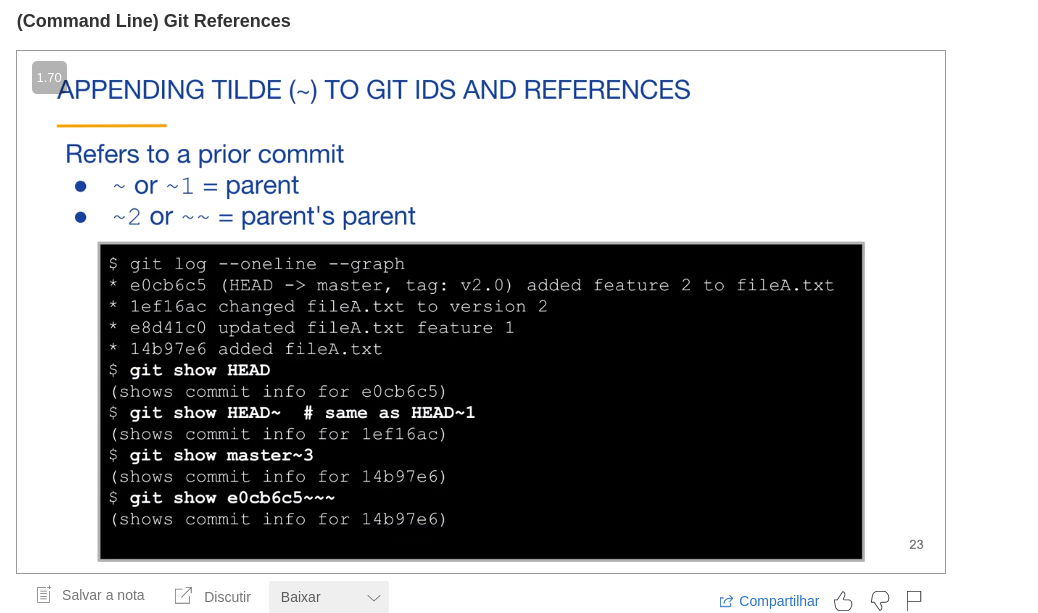 (Command Line) Git References
1.70
APPENDING TILDE (~) TO GIT IDS AND REFERENCES
Refers to a prior commit
● ~ or ~1 = parent
● ~2 or ~~ = parent's parent
$ git log --oneline --graph
* e0cb6c5 (HEAD -> master, tag: v2.0) added feature 2 to fileA.txt
* 1ef16ac changed fileA.txt to version 2
* e8d41c0 updated fileA.txt feature 1
* 14b97e6 added fileA.txt
$ git show HEAD
(shows commit info for e0cb6c5)
$ git show HEAD~  # same as HEAD~1
(shows commit info for 1ef16ac)
$ git show master~3
(shows commit info for 14b97e6)
$ git show e0cb6c5~~~
(shows commit info for 14b97e6)
23
Salvar a nota
Discutir
Baixar
Compartilhar